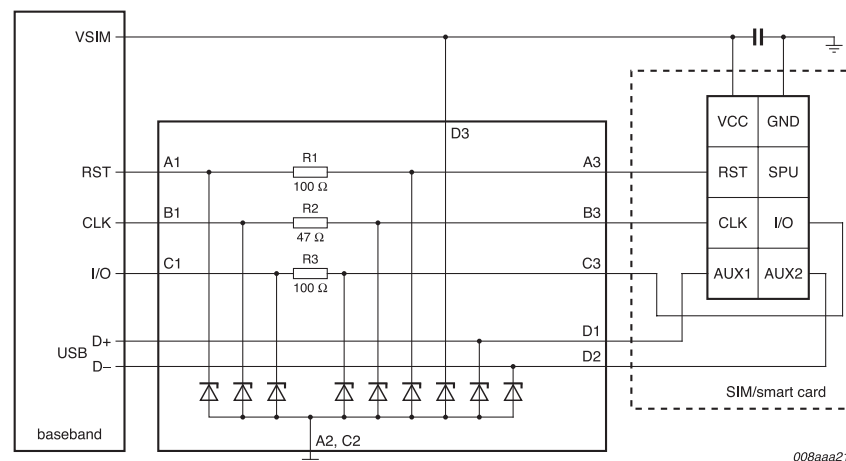 VSIM
D3
VCC GND
A1 R1 A3
RST RST SPU
100 Ω
B1 R2 B3
CLK CLK I/O
47 Ω
C1 R3 C3
I/O AUX1 AUX2
100 Ω
D1
D+
USB
D−
D2
SIM/smart card
baseband
A2, C2